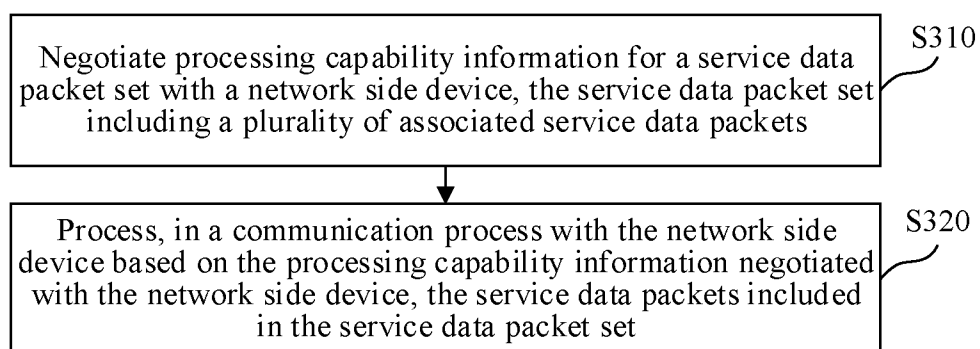 Negotiate processing capability information for a service data
packet set with a network side device, the service data packet set
including a plurality of associated service data packets
S310
Process, in a communication process with the network side
device based on the processing capability information negotiated
with the network side device, the service data packets included
in the service data packet set
S320